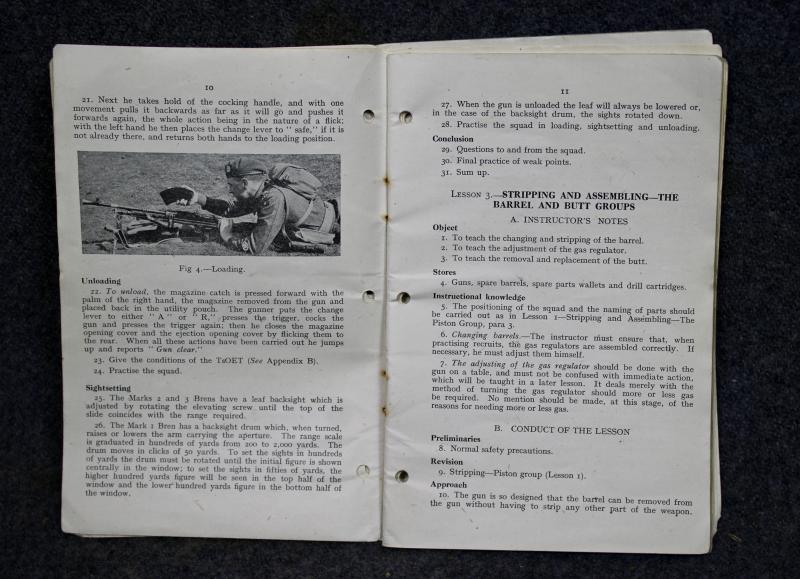 10
21. Next he takes hold of the cocking handle, and with one
movement pulls it backwards as far as it will go and pushes it
forwards again, the whole action being in the nature of a flick;
with the left hand he then places the change lever to " safe," if it is
not already there, and returns both hands to the loading position.
Fig 4.—Loading.
Unloading
22. To unload, the magazine catch is pressed forward with the
palm of the right hand, the magazine removed from the gun and
placed back in the utility pouch. The gunner puts the change
lever to either " A " or " R," presses the trigger, cocks the
gun and presses the trigger again; then he closes the magazine
opening cover and the ejection opening cover by flicking them to
the rear. When all these actions have been carried out he jumps
up and reports " Gun clear."
23. Give the conditions of the TsOET (See Appendix B).
24. Practise the squad.
Sightsetting
25. The Marks 2 and 3 Brens have a leaf backsight which is
adjusted by rotating the elevating screw until the top of the
slide coincides with the range required.
26. The Mark 1 Bren has a backsight drum which, when turned,
raises or lowers the arm carrying the aperture. The range scale
is graduated in hundreds of yards from 200 to 2,000 yards. The
drum moves in clicks of 50 yards. To set the sights in hundreds
of yards the drum must be rotated until the initial figure is shown
centrally in the window; to set the sights in fifties of yards, the
higher hundred yards figure will be seen in the top half of the
window and the lower hundred yards figure in the bottom half of
the window.
11
27. When the gun is unloaded the leaf will always be lowered or,
in the case of the backsight drum, the sights rotated down.
28. Practise the squad in loading, sightsetting and unloading.
Conclusion
29. Questions to and from the squad.
30. Final practice of weak points.
31. Sum up.
Lesson 3.—STRIPPING AND ASSEMBLING—THE
BARREL AND BUTT GROUPS
A. INSTRUCTOR'S NOTES
Object
1. To teach the changing and stripping of the barrel.
2. To teach the adjustment of the gas regulator.
3. To teach the removal and replacement of the butt.
Stores
4. Guns, spare barrels, spare parts wallets and drill cartridges.
Instructional knowledge
5. The positioning of the squad and the naming of parts should
be carried out as in Lesson 1—Stripping and Assembling—The
Piston Group, para 3.
6. Changing barrels.—The instructor must ensure that, when
practising recruits, the gas regulators are assembled correctly. If
necessary, he must adjust them himself.
7. The adjusting of the gas regulator should be done with the
gun on a table, and must not be confused with immediate action,
which will be taught in a later lesson. It deals merely with the
method of turning the gas regulator should more or less gas
be required. No mention should be made, at this stage, of the
reasons for needing more or less gas.
B. CONDUCT OF THE LESSON
Preliminaries
8. Normal safety precautions.
Revision
9. Stripping—Piston group (Lesson 1).
Approach
10. The gun is so designed that the barrel can be removed from
the gun without having to strip any other part of the weapon.